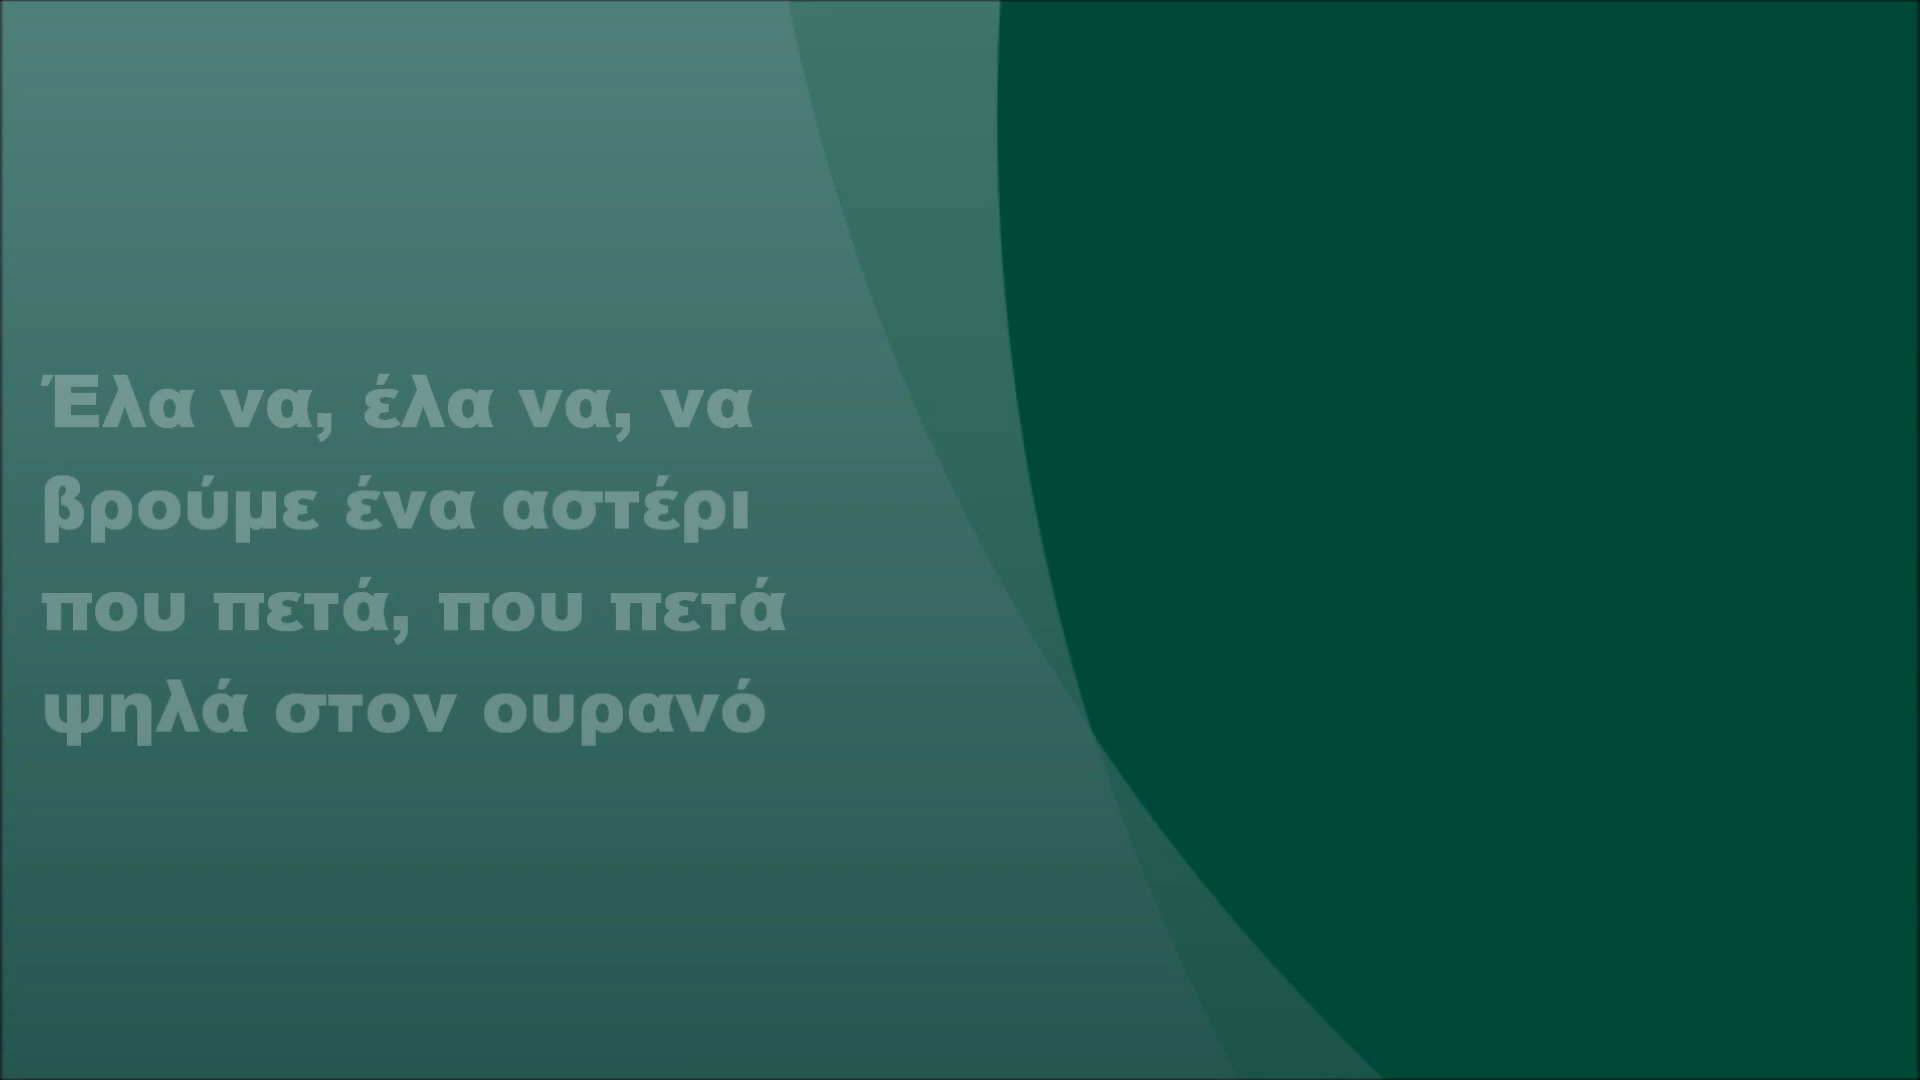 Έλα να, έλα να, να
βρούμε ένα αστέρι
που πετά, που πετά
ψηλά στον ουρανό